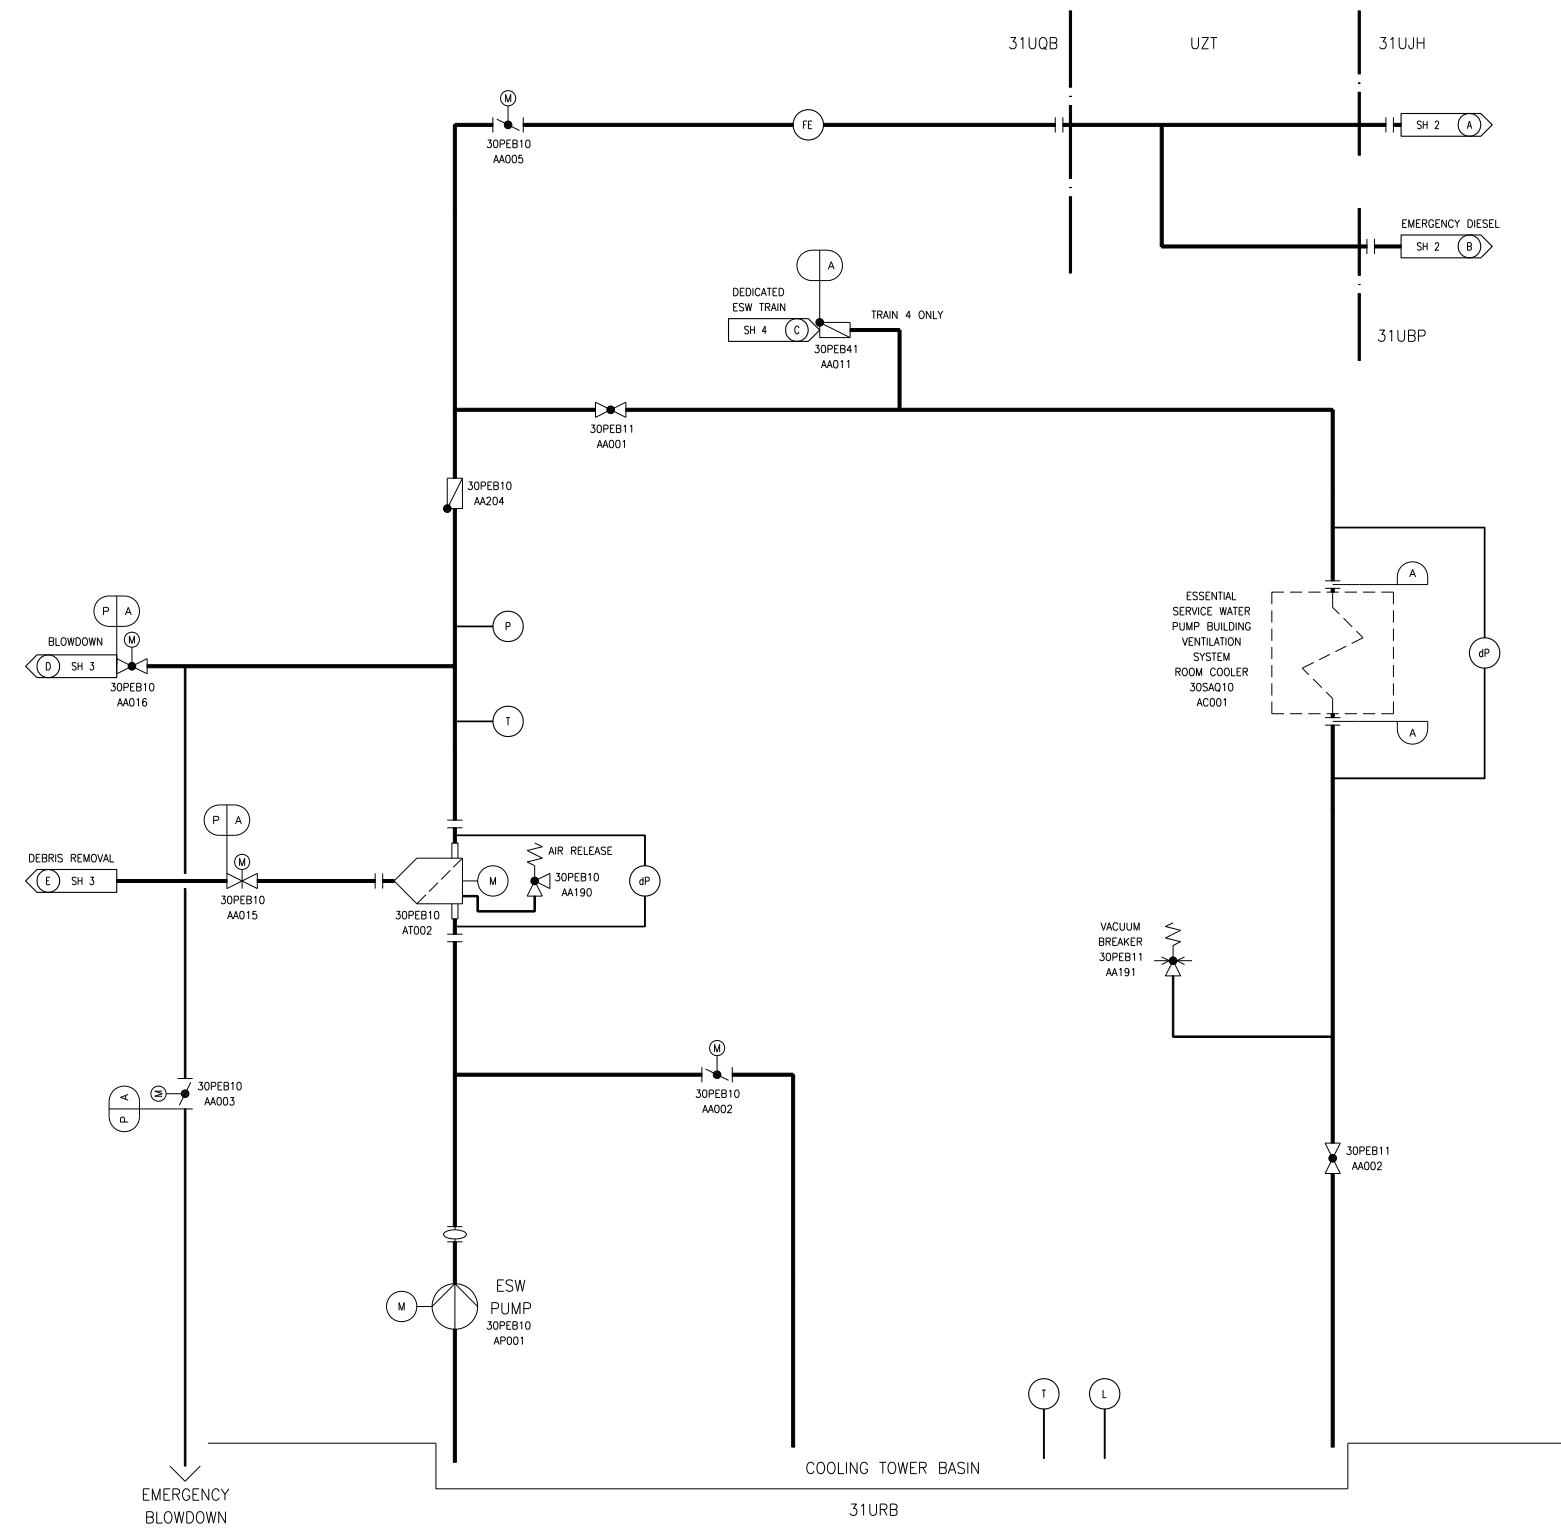 31UQB
UZT
31UJH
M
FE
SH 2
A
30PEB10
AA005
EMERGENCY DIESEL
SH 2
B
A
DEDICATED
ESW TRAIN
SH 4
C
TRAIN 4 ONLY
30PEB41
AA011
31UBP
30PEB11
AA001
30PEB10
AA204
P
A
M
BLOWDOWN
D
SH 3
30PEB10
AA016
P
T
ESSENTIAL
SERVICE WATER
PUMP BUILDING
VENTILATION
SYSTEM
ROOM COOLER
30SAQ10
AC001
A
dP
A
P
A
M
DEBRIS REMOVAL
E
SH 3
30PEB10
AA015
30PEB10
AT002
M
AIR RELEASE
30PEB10
AA190
dP
VACUUM
BREAKER
30PEB11
AA191
M
30PEB10
AA003
A
P
M
30PEB10
AA002
30PEB11
AA002
M
ESW
PUMP
30PEB10
AP001
T
L
COOLING TOWER BASIN
31URB
EMERGENCY
BLOWDOWN